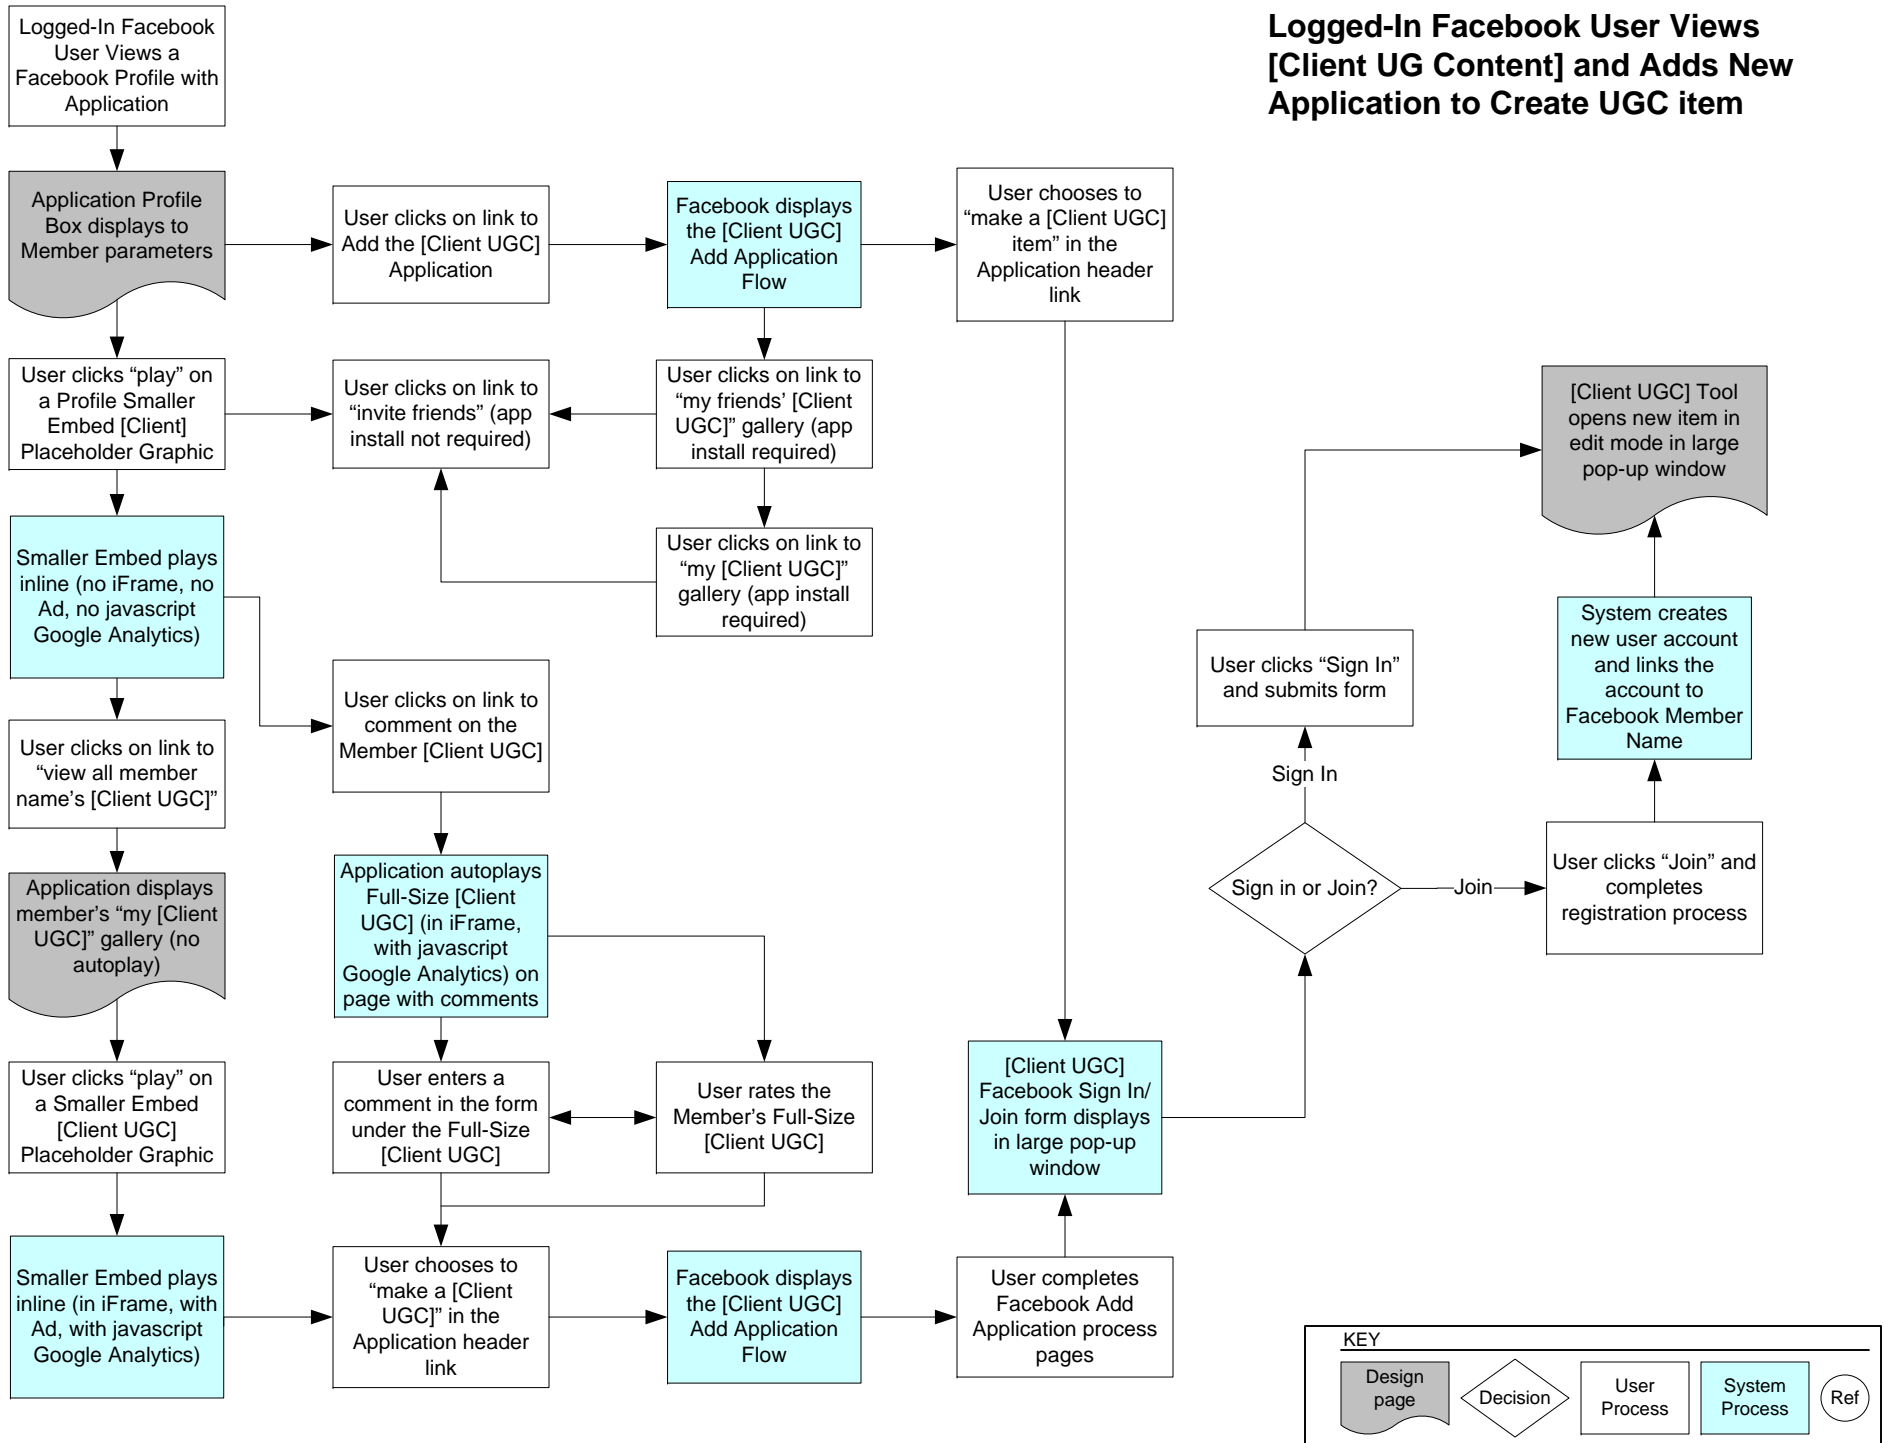 Logged-In Facebook User Views
[Client UG Content] and Adds New
Application to Create UGC item
Logged-In Facebook
User Views a
Facebook Profile with
Application
Application Profile
Box displays to
Member parameters
User clicks on link to
Add the [Client UGC]
Application
Facebook displays
the [Client UGC]
Add Application
Flow
User chooses to
“make a [Client UGC]
item” in the
Application header
link
User clicks “play” on
a Profile Smaller
Embed [Client]
Placeholder Graphic
User clicks on link to
“invite friends” (app
install not required)
User clicks on link to
“my friends’ [Client
UGC]” gallery (app
install required)
[Client UGC] Tool
opens new item in
edit mode in large
pop-up window
Smaller Embed plays
inline (no iFrame, no
Ad, no javascript
Google Analytics)
User clicks on link to
“my [Client UGC]”
gallery (app install
required)
System creates
new user account
and links the
account to
Facebook Member
Name
User clicks “Sign In”
and submits form
User clicks on link to
comment on the
Member [Client UGC]
User clicks on link to
“view all member
name’s [Client UGC]”
Sign In
Application displays
member’s “my [Client
UGC]” gallery (no
autoplay)
Application autoplays
Full-Size [Client
UGC] (in iFrame,
with javascript
Google Analytics) on
page with comments
Sign in or Join?
Join
User clicks “Join” and
completes
registration process
User clicks “play” on
a Smaller Embed
[Client UGC]
Placeholder Graphic
User enters a
comment in the form
under the Full-Size
[Client UGC]
User rates the
Member’s Full-Size
[Client UGC]
[Client UGC]
Facebook Sign In/
Join form displays
in large pop-up
window
Smaller Embed plays
inline (in iFrame, with
Ad, with javascript
Google Analytics)
User chooses to
“make a [Client
UGC]” in the
Application header
link
Facebook displays
the [Client UGC]
Add Application
Flow
User completes
Facebook Add
Application process
pages
KEY
Design
page
Decision
User
Process
System
Process
Ref